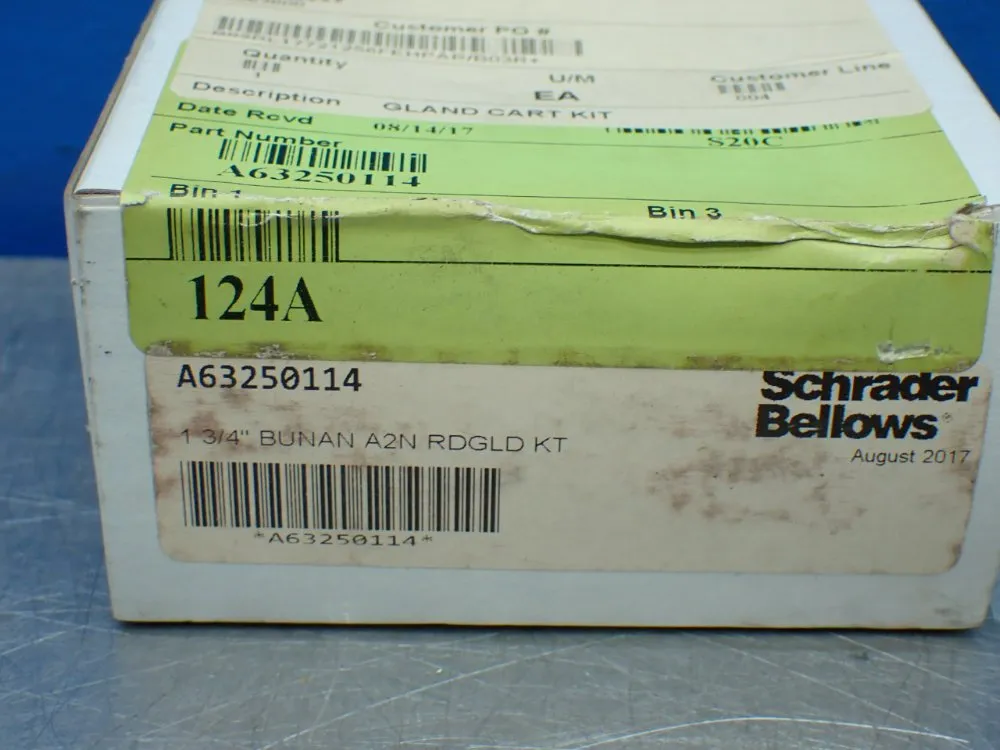 Customer PO #
Quantity
1
U/M
EA
Customer Line
004
Description
GLAND CART KIT
Date Rcvd
08/14/17
S20C
Part Number
A63250114
Bin 1
Bin 3
124A
A63250114
Schrader
Bellows®
1 3/4" BUNAN A2N RDGLD KT
August 2017
*A63250114*